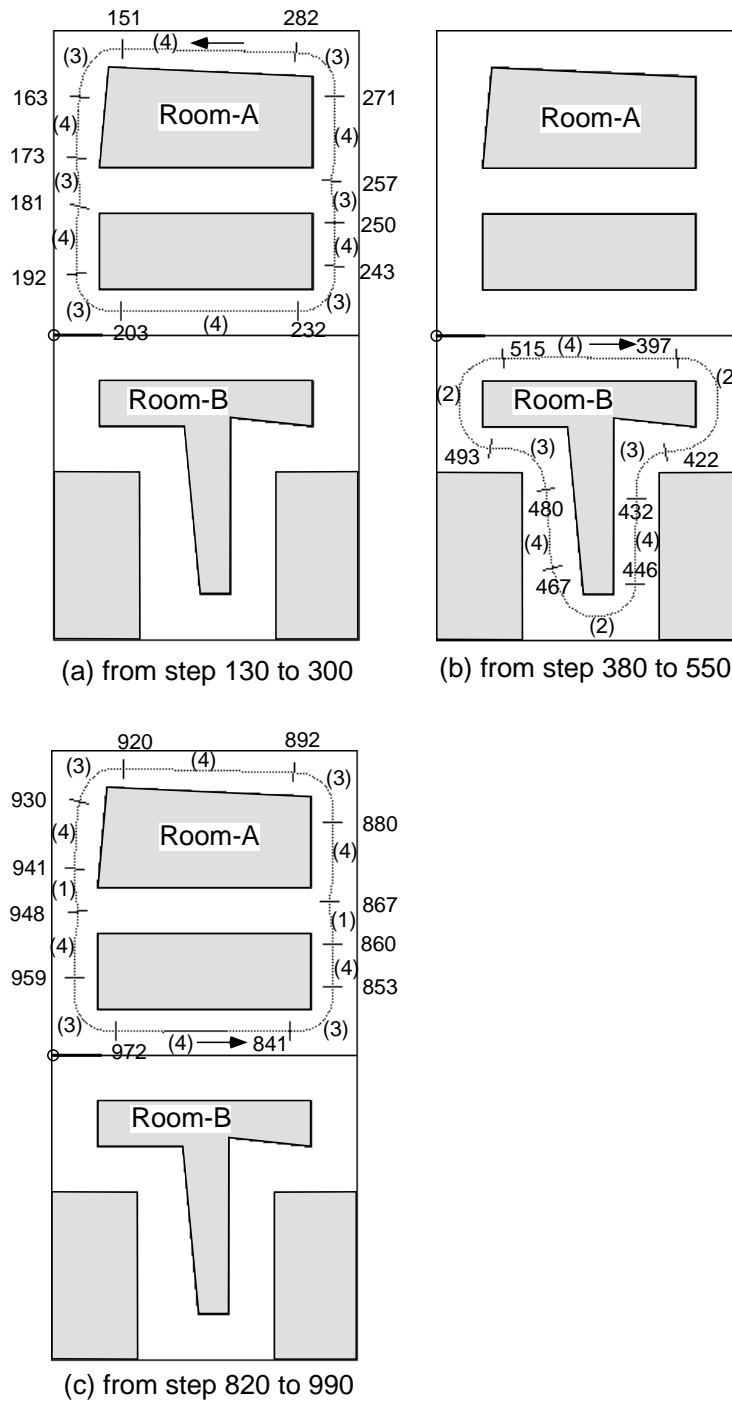 151 282
(4)
(3) (3)
163 271
Room-A
(4) (4)
173
(3) 257
181 (3)
250
(4) (4)
192 243
(3) (3)
203 (4) 232
Room-B
(a) from step 130 to 300
Room-A
515 (4) 397
(2) (2)
Room-B
493 (3) (3) 422
480 432
(4) (4)
467 446
(2)
(b) from step 380 to 550
920 892
(3) (4) (3)
930
880
(4) Room-A
(4)
941
(1) 867
948 (1)
860
(4) (4)
959 853
(3) (3)
972 (4) 841
Room-B
(c) from step 820 to 990